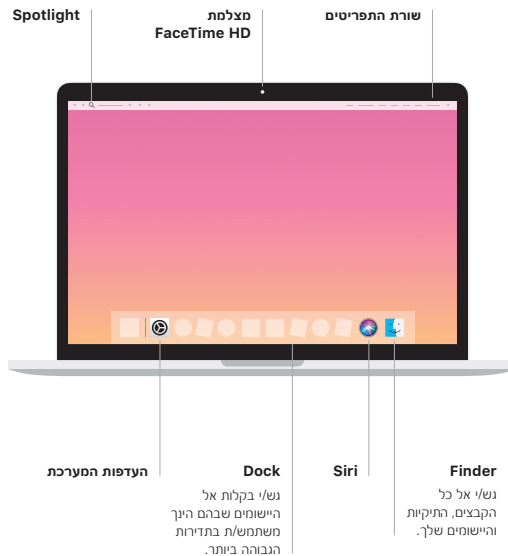 שורת התפריטים
מצלמת
FaceTime HD
Spotlight
Finder
גש/י אל כל
הקבצים, התיקיות
והיישומים שלך.
Siri
Dock
גש/י בקלות אל
היישומים שבהם הינך
משתמש/ת בתדירות
הגבוהה ביותר.
העדפות המערכת